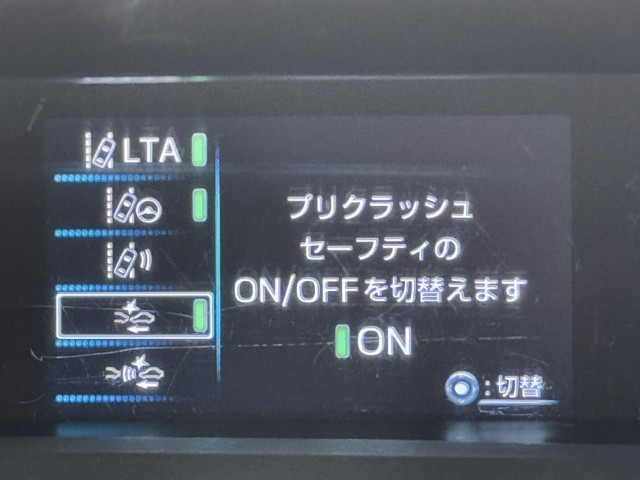 LTA
プリクラッシュ
セーフティの
ON/OFFを切替えます
ON
:切替